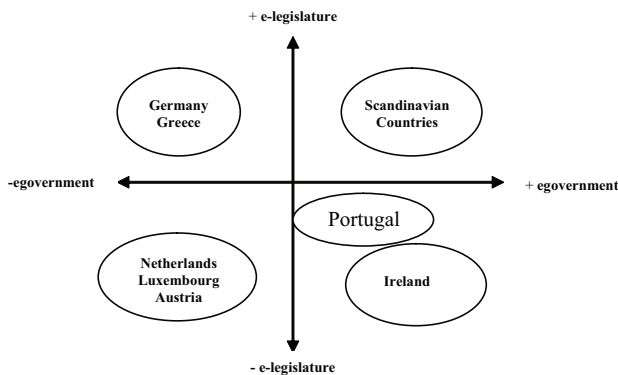 + e-legislature
Germany
Greece
Scandinavian
Countries
-egovernment
+ egovernment
Portugal
Netherlands
Luxembourg
Austria
Ireland
- e-legislature